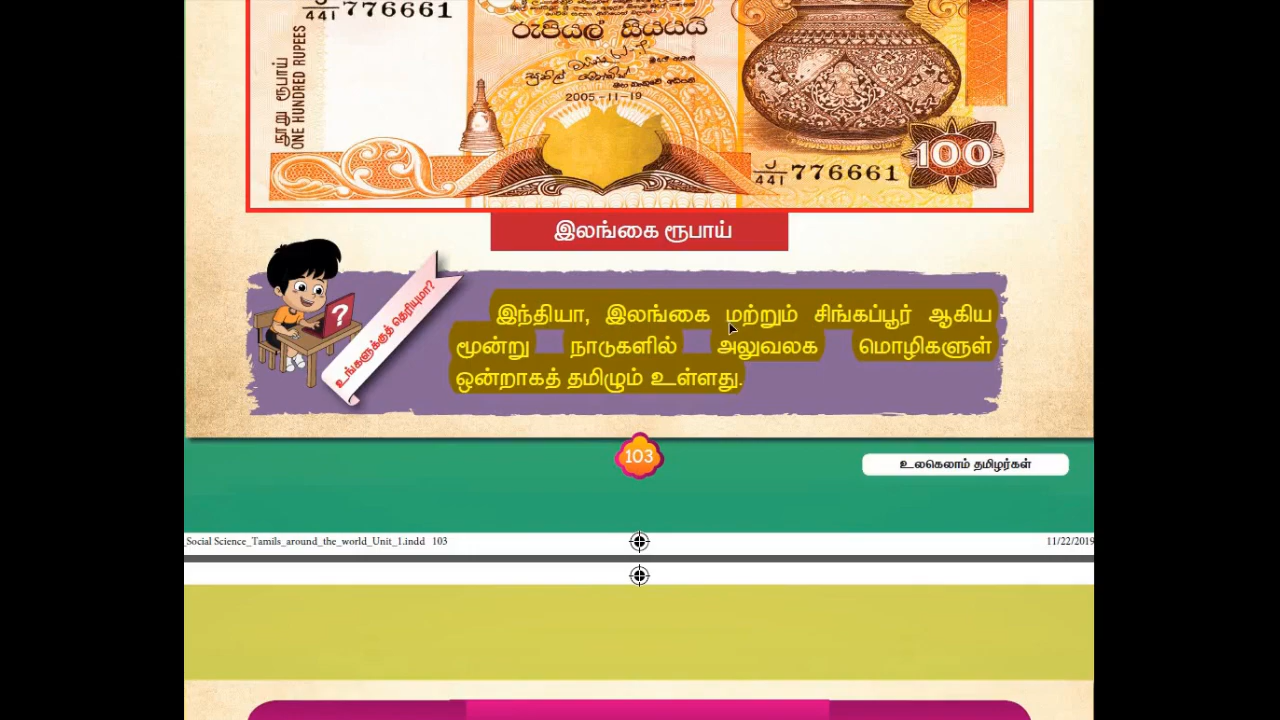 J/441 776661
රුපියල් සියයයි
நூறு ரூபாய்
ONE HUNDRED RUPEES
2005-11-19
J/441 776661
100
இலங்கை ரூபாய்
உங்களுக்குத் தெரியுமா?
?
இந்தியா, இலங்கை மற்றும் சிங்கப்பூர் ஆகிய
மூன்று நாடுகளில் அலுவலக மொழிகளுள்
ஒன்றாகத் தமிழும் உள்ளது.
103
உலகெலாம் தமிழர்கள்
_Social Science_Tamils_around_the_world_Unit_1.indd 103
11/22/2019